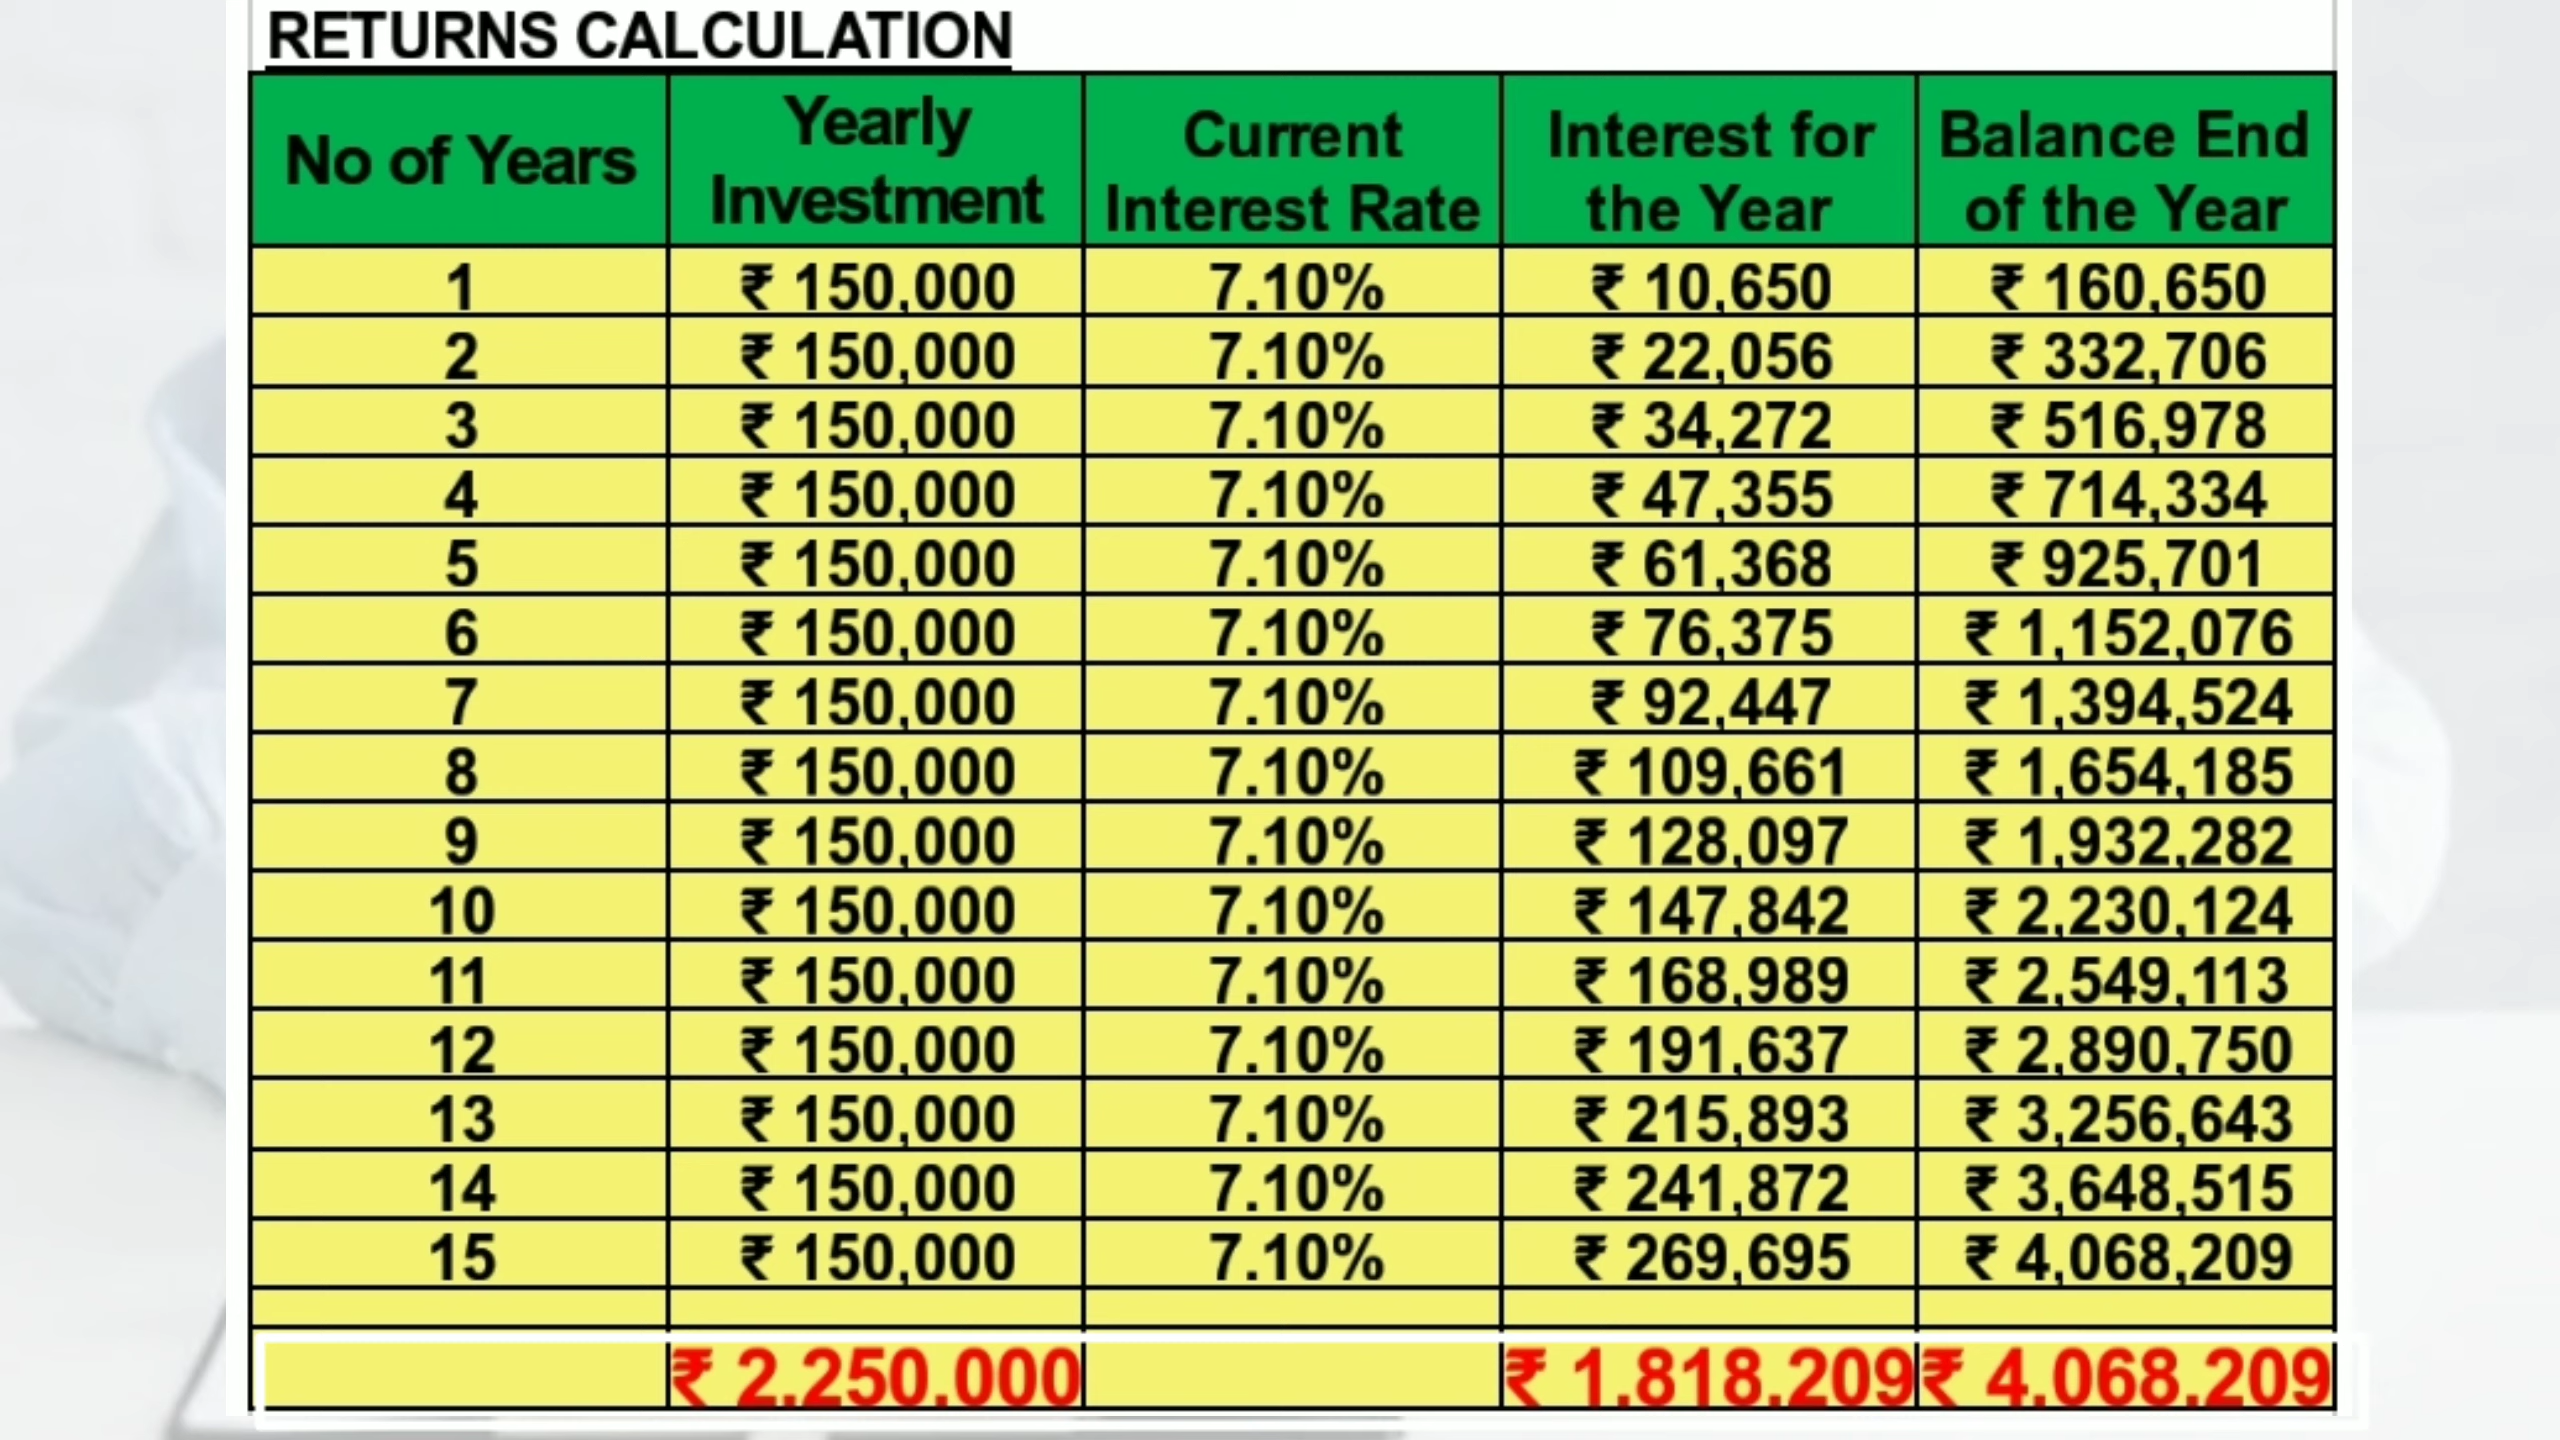 RETURNS CALCULATION
No of Years Yearly Investment Current Interest Rate Interest for the Year Balance End of the Year
1 ₹ 150,000 7.10% ₹ 10,650 ₹ 160,650
2 ₹ 150,000 7.10% ₹ 22,056 ₹ 332,706
3 ₹ 150,000 7.10% ₹ 34,272 ₹ 516,978
4 ₹ 150,000 7.10% ₹ 47,355 ₹ 714,334
5 ₹ 150,000 7.10% ₹ 61,368 ₹ 925,701
6 ₹ 150,000 7.10% ₹ 76,375 ₹ 1,152,076
7 ₹ 150,000 7.10% ₹ 92,447 ₹ 1,394,524
8 ₹ 150,000 7.10% ₹ 109,661 ₹ 1,654,185
9 ₹ 150,000 7.10% ₹ 128,097 ₹ 1,932,282
10 ₹ 150,000 7.10% ₹ 147,842 ₹ 2,230,124
11 ₹ 150,000 7.10% ₹ 168,989 ₹ 2,549,113
12 ₹ 150,000 7.10% ₹ 191,637 ₹ 2,890,750
13 ₹ 150,000 7.10% ₹ 215,893 ₹ 3,256,643
14 ₹ 150,000 7.10% ₹ 241,872 ₹ 3,648,515
15 ₹ 150,000 7.10% ₹ 269,695 ₹ 4,068,209
₹ 2,250,000 ₹ 1,818,209 ₹ 4,068,209